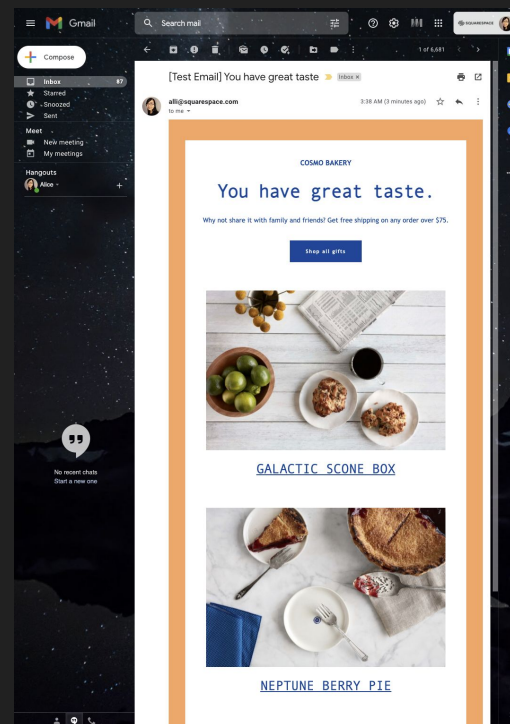 Gmail
Search mail
SQUARESPACE
Compose
1 of 6,681
Inbox 87
Starred
Snoozed
Sent
Meet
New meeting
My meetings
Hangouts
Alice
No recent chats
Start a new one
[Test Email] You have great taste Inbox x
alli@squarespace.com 3:38 AM (3 minutes ago)
to me
COSMO BAKERY
You have great taste.
Why not share it with family and friends? Get free shipping on any order over $75.
Shop all gifts
GALACTIC SCONE BOX
NEPTUNE BERRY PIE